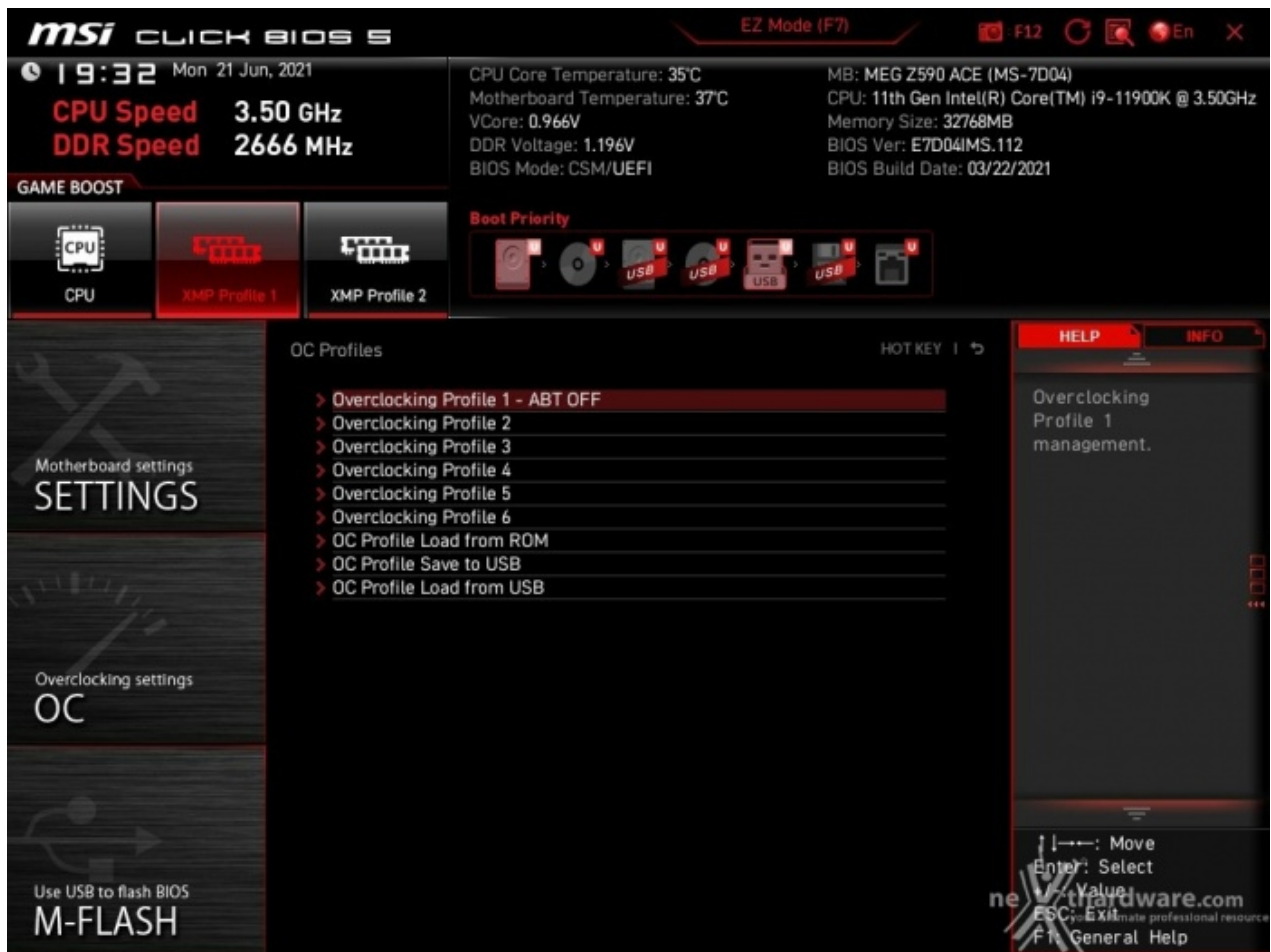 msi CLICK BIOS 5
EZ Mode (F7)
F12
En
19:32 Mon 21 Jun, 2021
CPU Speed 3.50 GHz
DDR Speed 2666 MHz
CPU Core Temperature: 35°C
Motherboard Temperature: 37°C
VCore: 0.966V
DDR Voltage: 1.196V
BIOS Mode: CSM/UEFI
MB: MEG Z590 ACE (MS-7D04)
CPU: 11th Gen Intel(R) Core(TM) i9-11900K @ 3.50GHz
Memory Size: 32768MB
BIOS Ver: E7D04IMS.112
BIOS Build Date: 03/22/2021
GAME BOOST
CPU
CPU
XMP Profile 1
XMP Profile 2
Boot Priority
U U U U U U U
USB USB USB USB
Motherboard settings
SETTINGS
Overclocking settings
OC
Use USB to flash BIOS
M-FLASH
OC Profiles
HOT KEY |
Overclocking Profile 1 - ABT OFF
Overclocking Profile 2
Overclocking Profile 3
Overclocking Profile 4
Overclocking Profile 5
Overclocking Profile 6
OC Profile Load from ROM
OC Profile Save to USB
OC Profile Load from USB
HELP
INFO
Overclocking
Profile 1
management.
↑↓→←: Move
Enter: Select
+/-: Value
ESC: Exit
F1: General Help
nexthardware.com
your ultimate professional resource